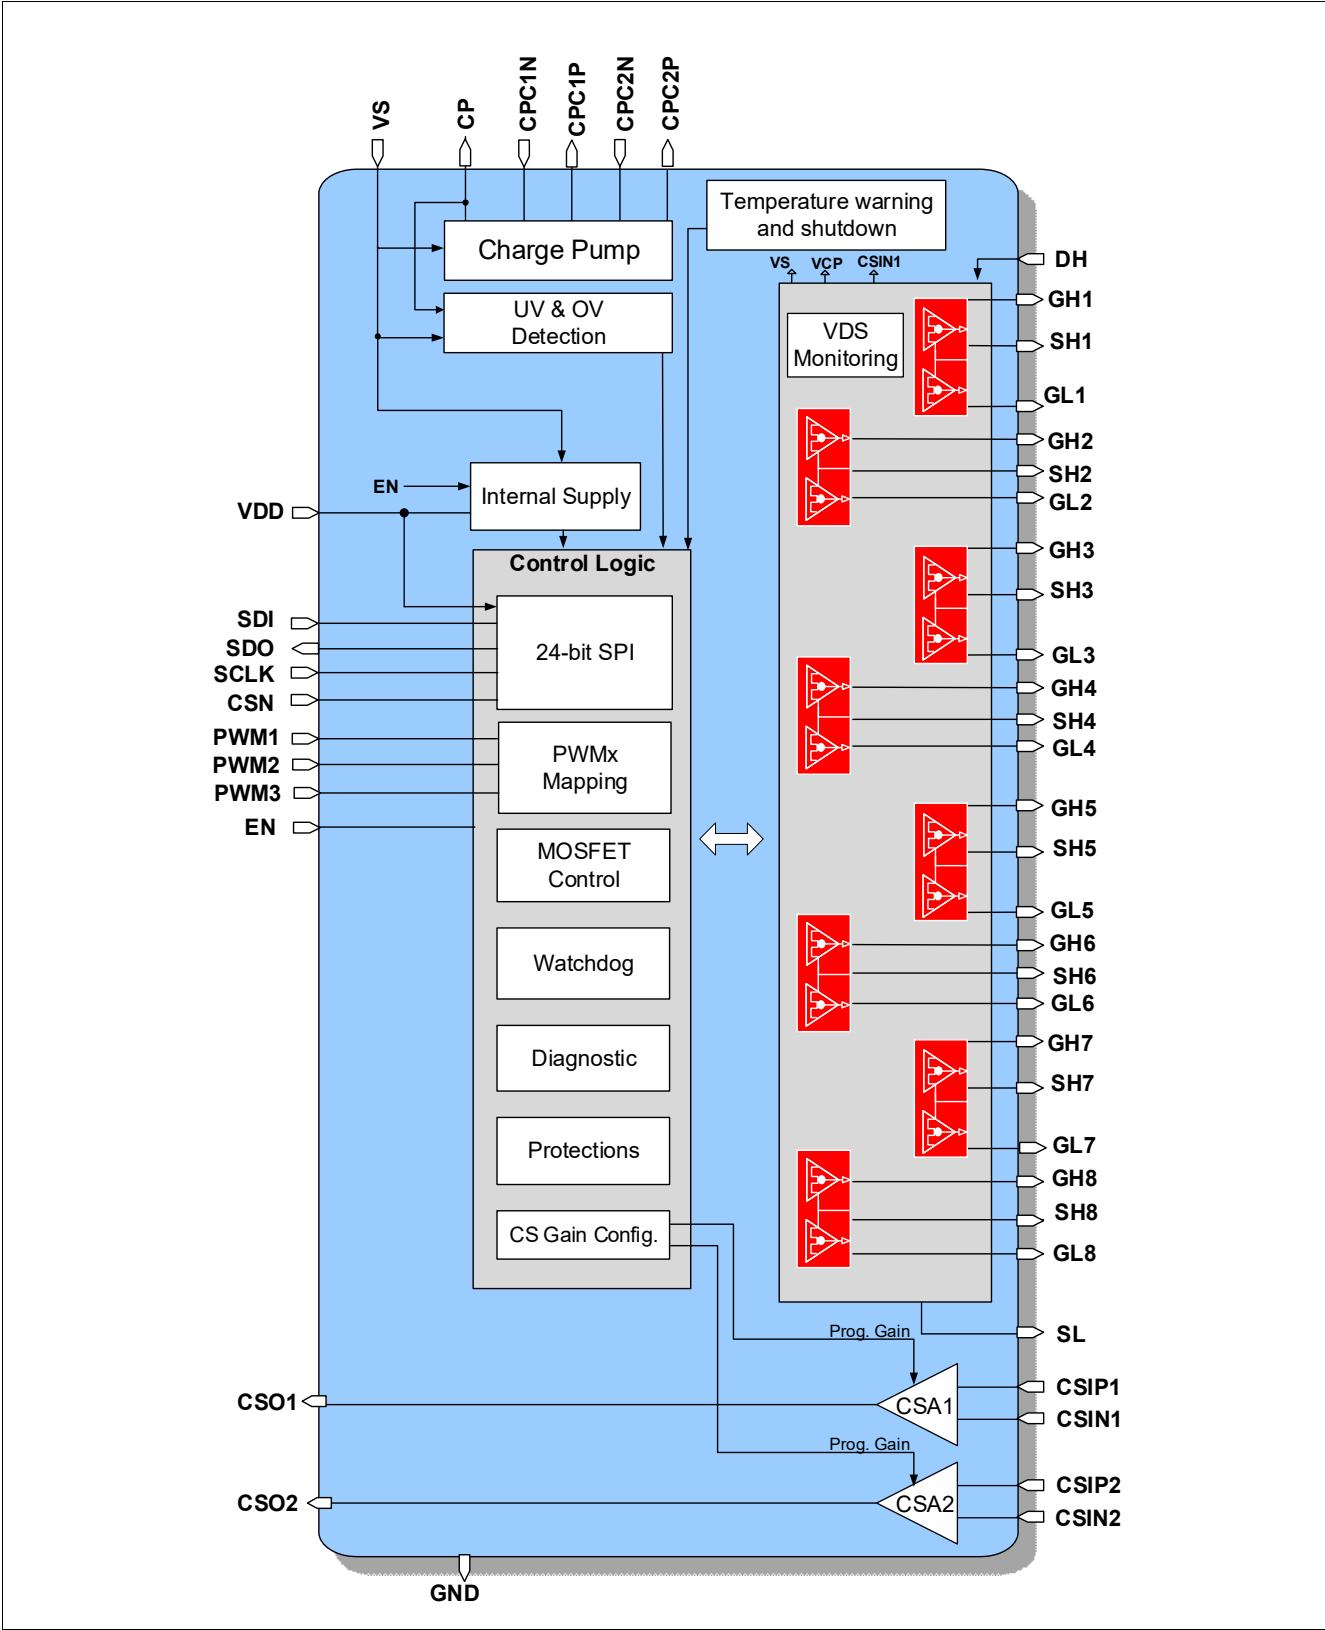 VS
CP
CPC1N
CPC1P
CPC2N
CPC2P
Temperature warning
and shutdown
Charge Pump
UV & OV
Detection
VS
VCP
CSIN1
VDS
Monitoring
DH
GH1
SH1
GL1
GH2
SH2
GL2
GH3
SH3
GL3
GH4
SH4
GL4
GH5
SH5
GL5
GH6
SH6
GL6
GH7
SH7
GL7
GH8
SH8
GL8
SL
EN
Internal Supply
VDD
Control Logic
SDI
SDO
SCLK
CSN
24-bit SPI
PWM1
PWM2
PWM3
PWMx
Mapping
EN
MOSFET
Control
Watchdog
Diagnostic
Protections
CS Gain Config.
Prog. Gain
CSO1
CSA1
CSIP1
CSIN1
Prog. Gain
CSO2
CSA2
CSIP2
CSIN2
GND